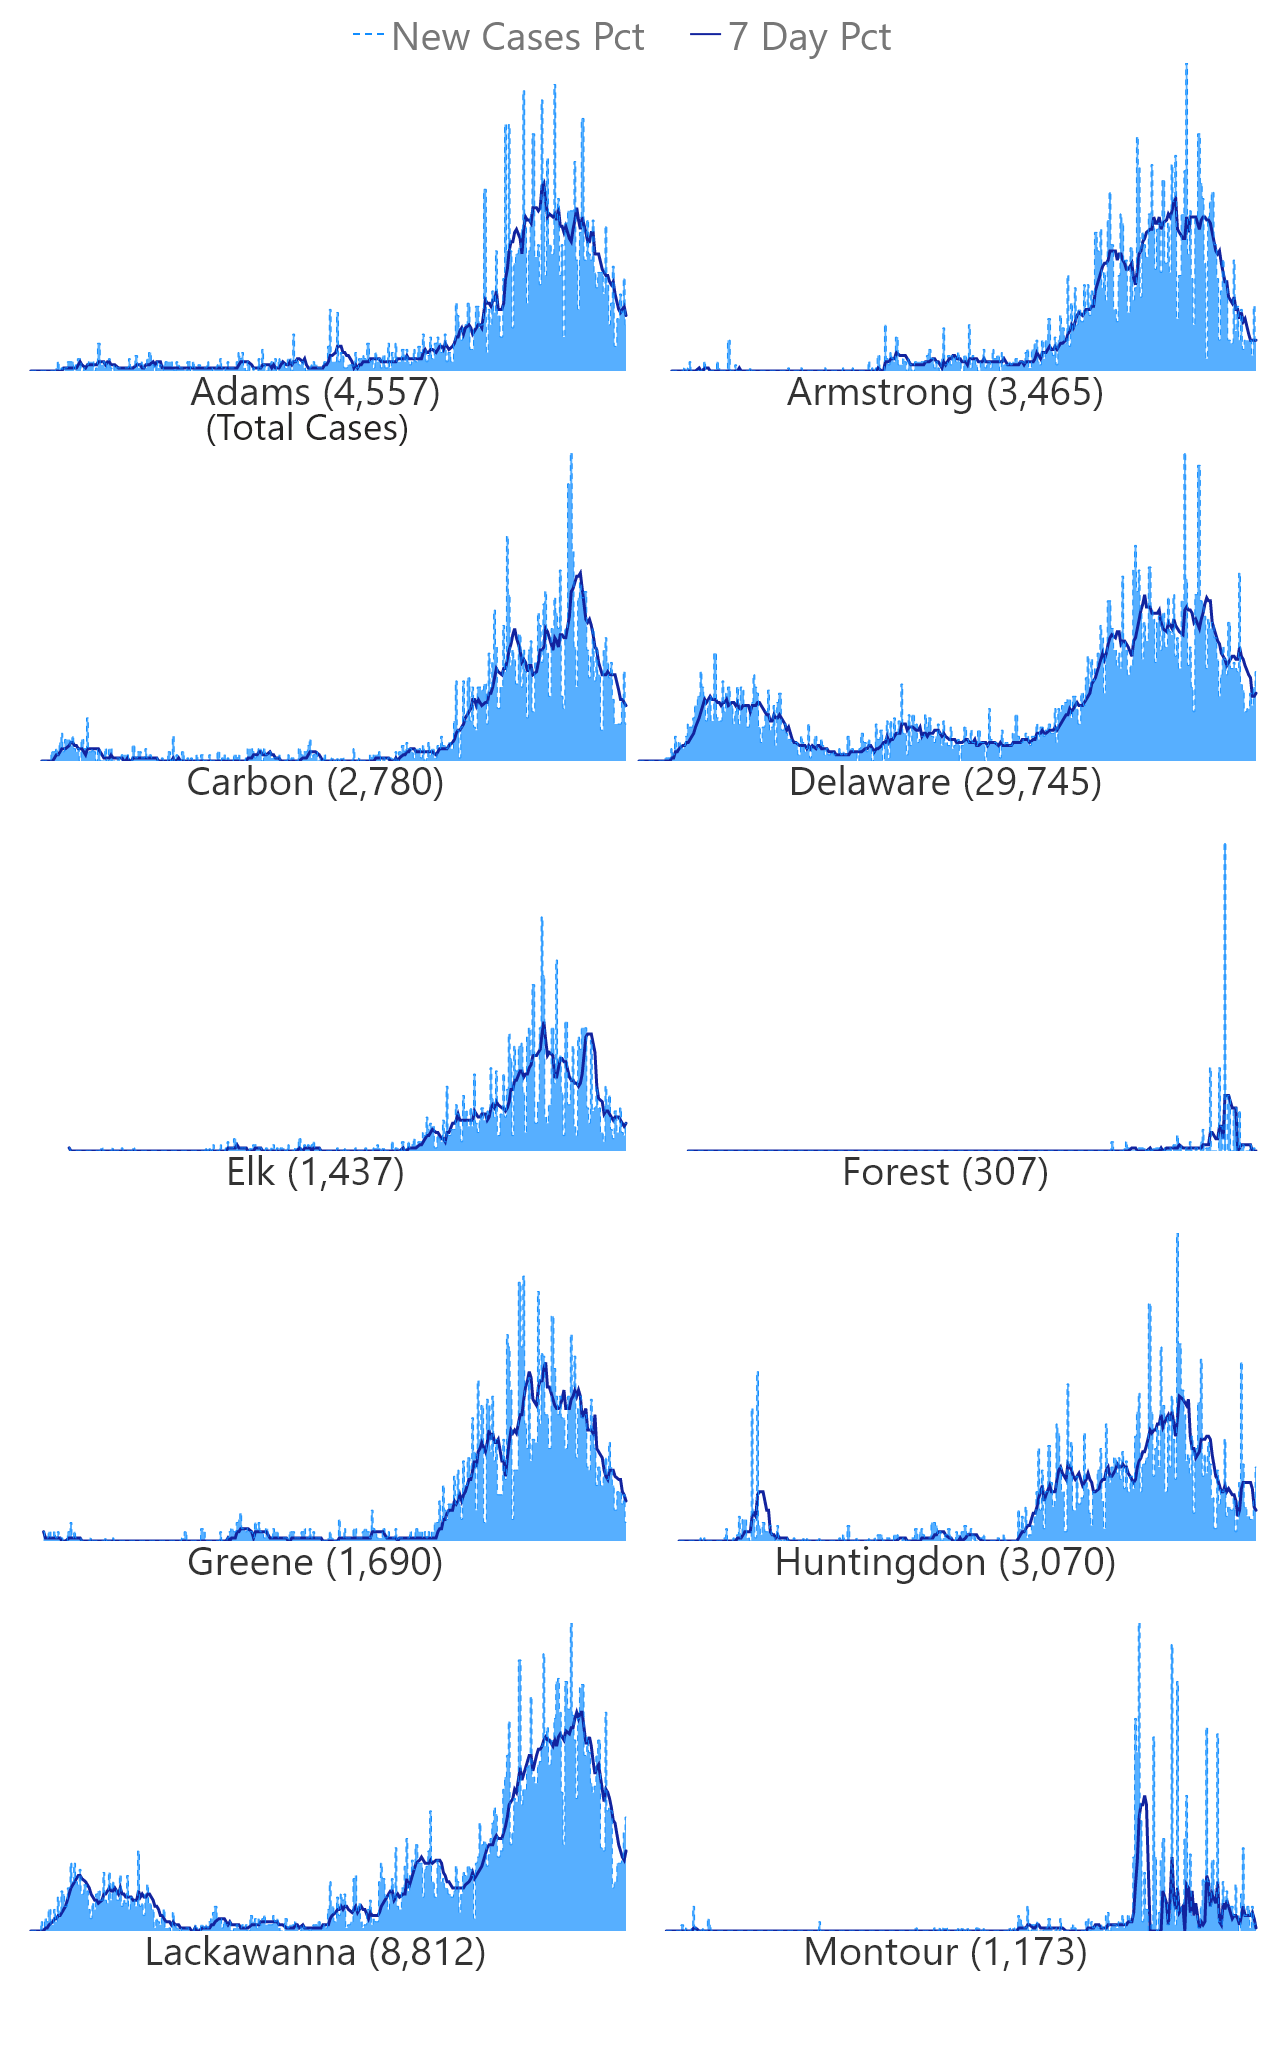 New Cases Pct 7 Day Pct
Adams (4,557) Armstrong (3,465)
(Total Cases)
Carbon (2,780) Delaware (29,745)
Elk (1,437) Forest (307)
Greene (1,690) Huntingdon (3,070)
Lackawanna (8,812) Montour (1,173)